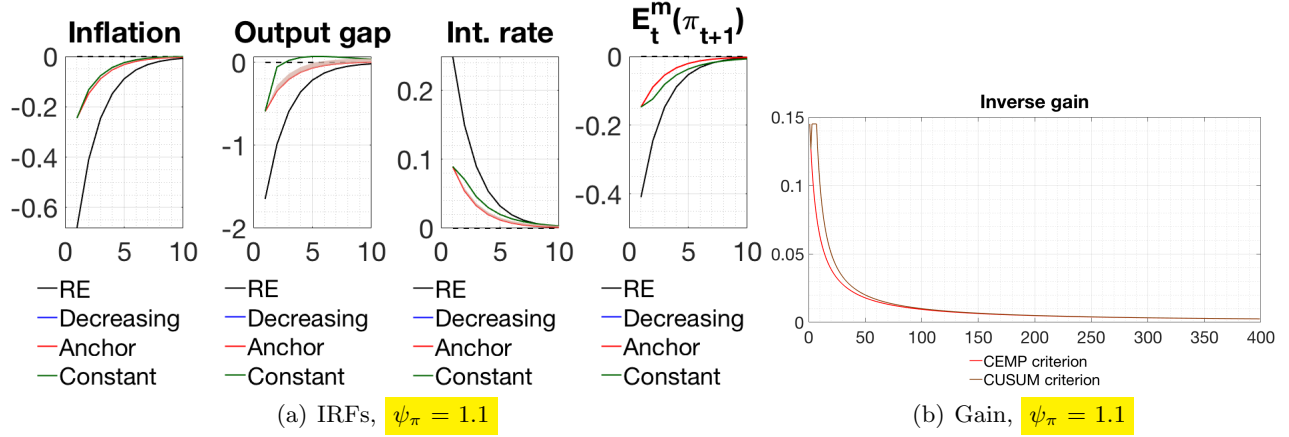 Inflation
0
-0.2
-0.4
-0.6
0 5 10
RE
Decreasing
Anchor
Constant
Output gap
0
-1
-2
0 5 10
RE
Decreasing
Anchor
Constant
Int. rate
0.2
0.1
0
0 5 10
RE
Decreasing
Anchor
Constant
E_t^m(π_{t+1})
0
-0.2
-0.4
0 5 10
RE
Decreasing
Anchor
Constant
(a) IRFs, ψ_π = 1.1
Inverse gain
0.15
0.1
0.05
0
0 50 100 150 200 250 300 350 400
CEMP criterion
CUSUM criterion
(b) Gain, ψ_π = 1.1